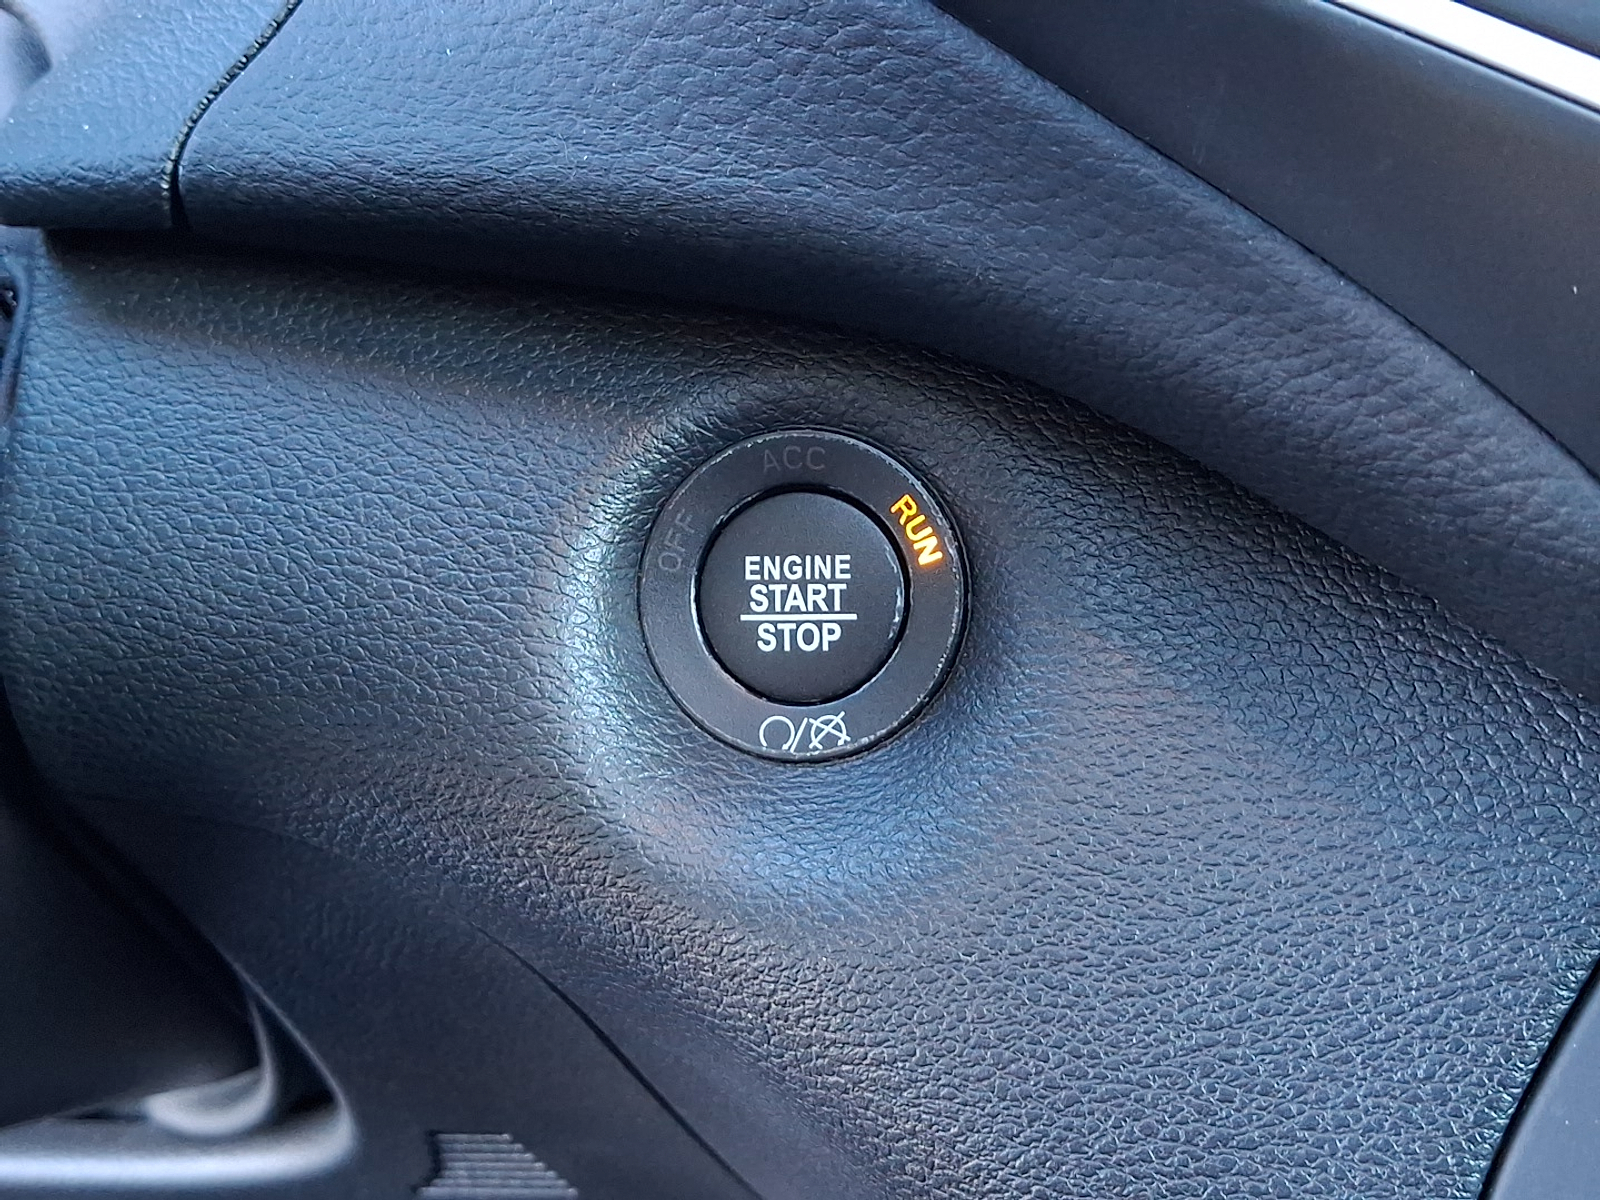 ACC
OFF
RUN
ENGINE
START
STOP